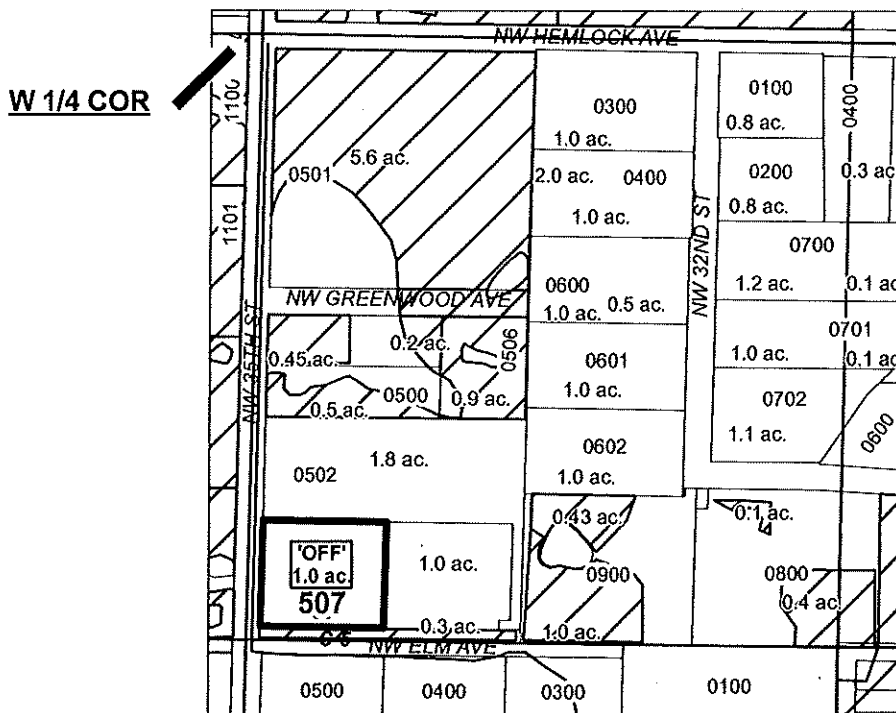 NW HEMLOCK AVE
W 1/4 COR
1100
0100
0400
0300
0.8 ac.
1.0 ac.
5.6 ac.
0501
2.0 ac. 0400
0200
0.3 ac
1.0 ac.
0.8 ac.
1101
NW 32ND ST
0700
NW GREENWOOD AVE
0600
0.5 ac.
1.2 ac.
0.1 ac
1.0 ac.
NW 35TH ST
0.2 ac.
0506
0701
0.45 ac.
0601
1.0 ac.
0.1 ac
0500
0.9 ac.
1.0 ac.
0702
0.5 ac.
1.1 ac.
0600
0602
1.8 ac.
0502
1.0 ac.
0.43 ac.
0.1 ac.
'OFF'
1.0 ac.
1.0 ac.
507
0900
0800
0.4 ac.
0.3 ac.
1.0 ac.
NW ELM AVE
0500
0400
0300
0100